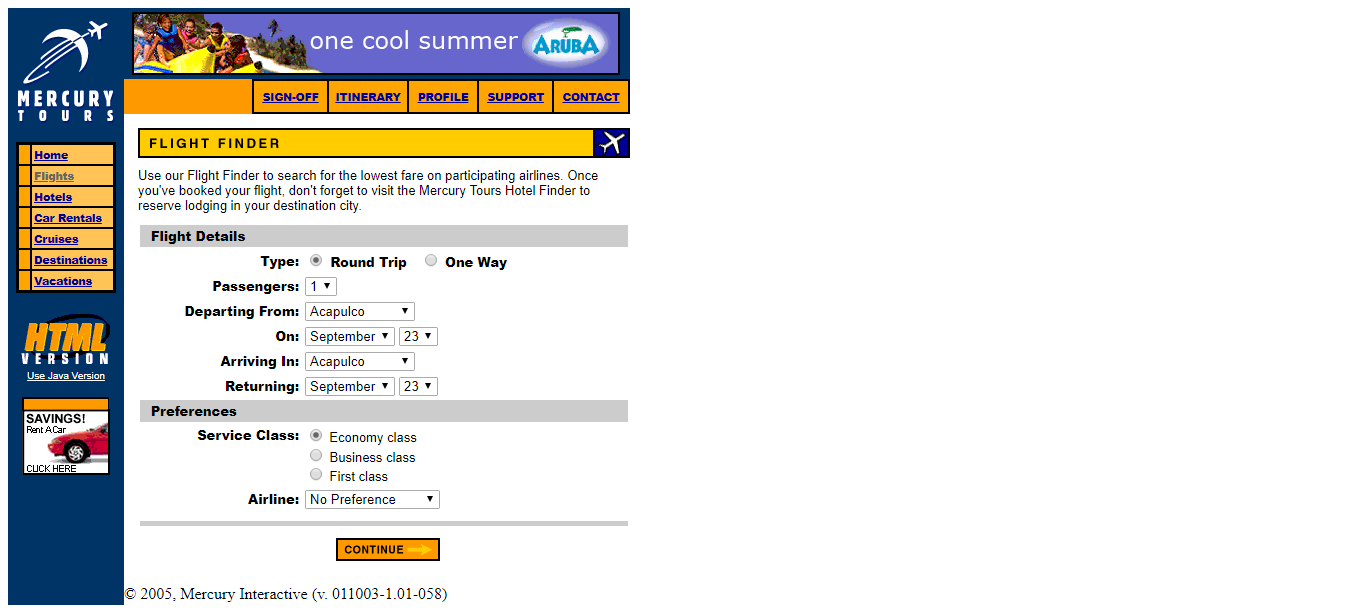 MERCURY
TOURS
one cool summer
ARUBA
SIGN-OFF
ITINERARY
PROFILE
SUPPORT
CONTACT
Home
Flights
Hotels
Car Rentals
Cruises
Destinations
Vacations
HTML
VERSION
Use Java Version
SAVINGS!
Rent A Car
CLICK HERE
FLIGHT FINDER
Use our Flight Finder to search for the lowest fare on participating airlines. Once
you've booked your flight, don't forget to visit the Mercury Tours Hotel Finder to
reserve lodging in your destination city.
Flight Details
Type: Round Trip One Way
Passengers: 1
Departing From: Acapulco
On: September 23
Arriving In: Acapulco
Returning: September 23
Preferences
Service Class: Economy class
Business class
First class
Airline: No Preference
CONTINUE
© 2005, Mercury Interactive (v. 011003-1.01-058)